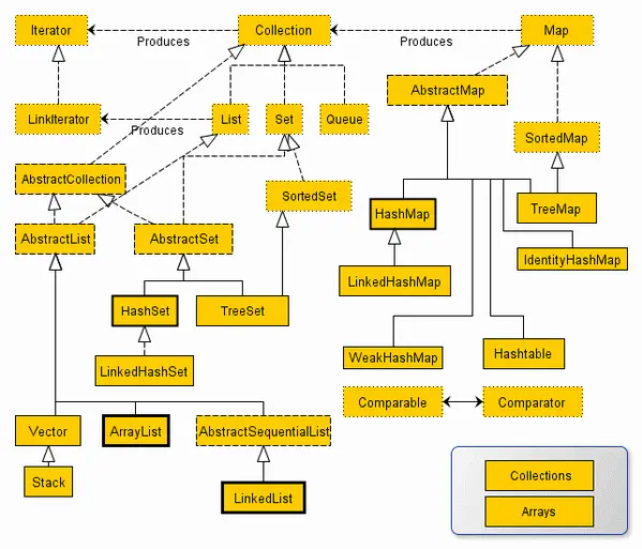 Iterator
Collection
Map
Produces
Produces
AbstractMap
LinkIterator
Produces
List
Set
Queue
SortedMap
AbstractCollection
SortedSet
HashMap
TreeMap
AbstractList
AbstractSet
IdentityHashMap
LinkedHashMap
HashSet
TreeSet
WeakHashMap
Hashtable
LinkedHashSet
Comparable
Comparator
Vector
ArrayList
AbstractSequentialList
Collections
Stack
LinkedList
Arrays